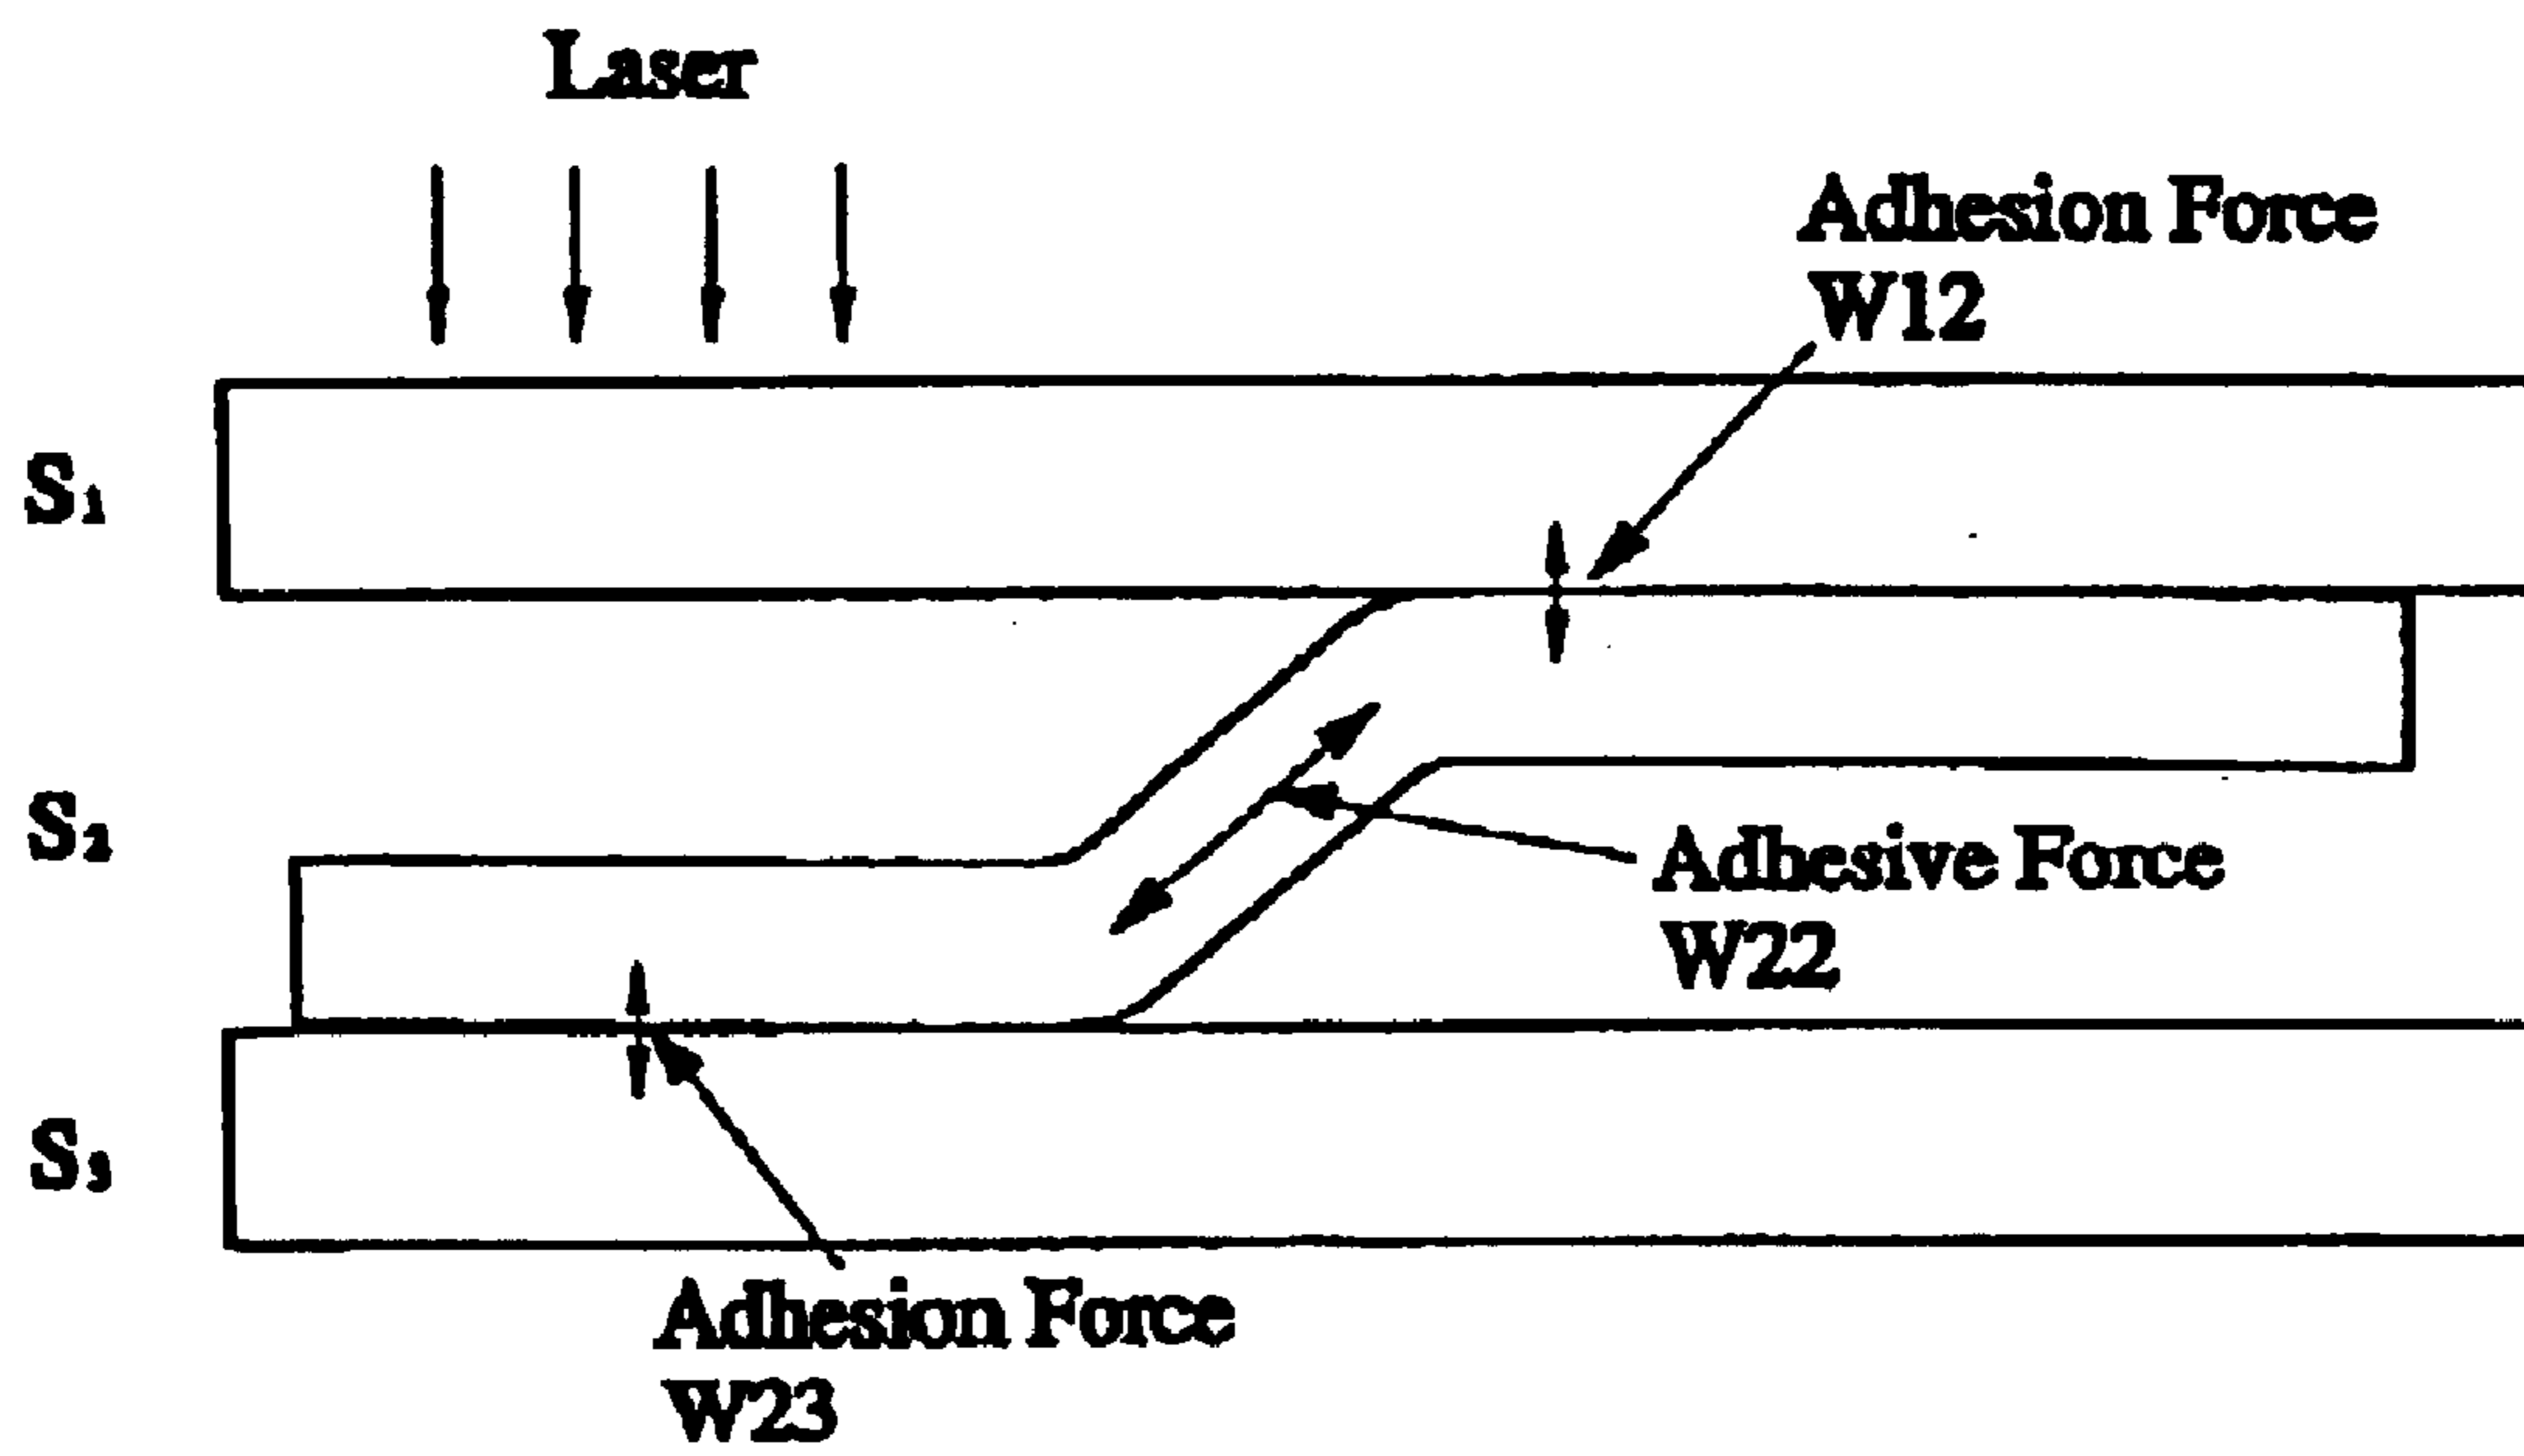 Laser
Adhesion Force
W12
S₁
S₂
Adhesive Force
W22
S₃
Adhesion Force
W23